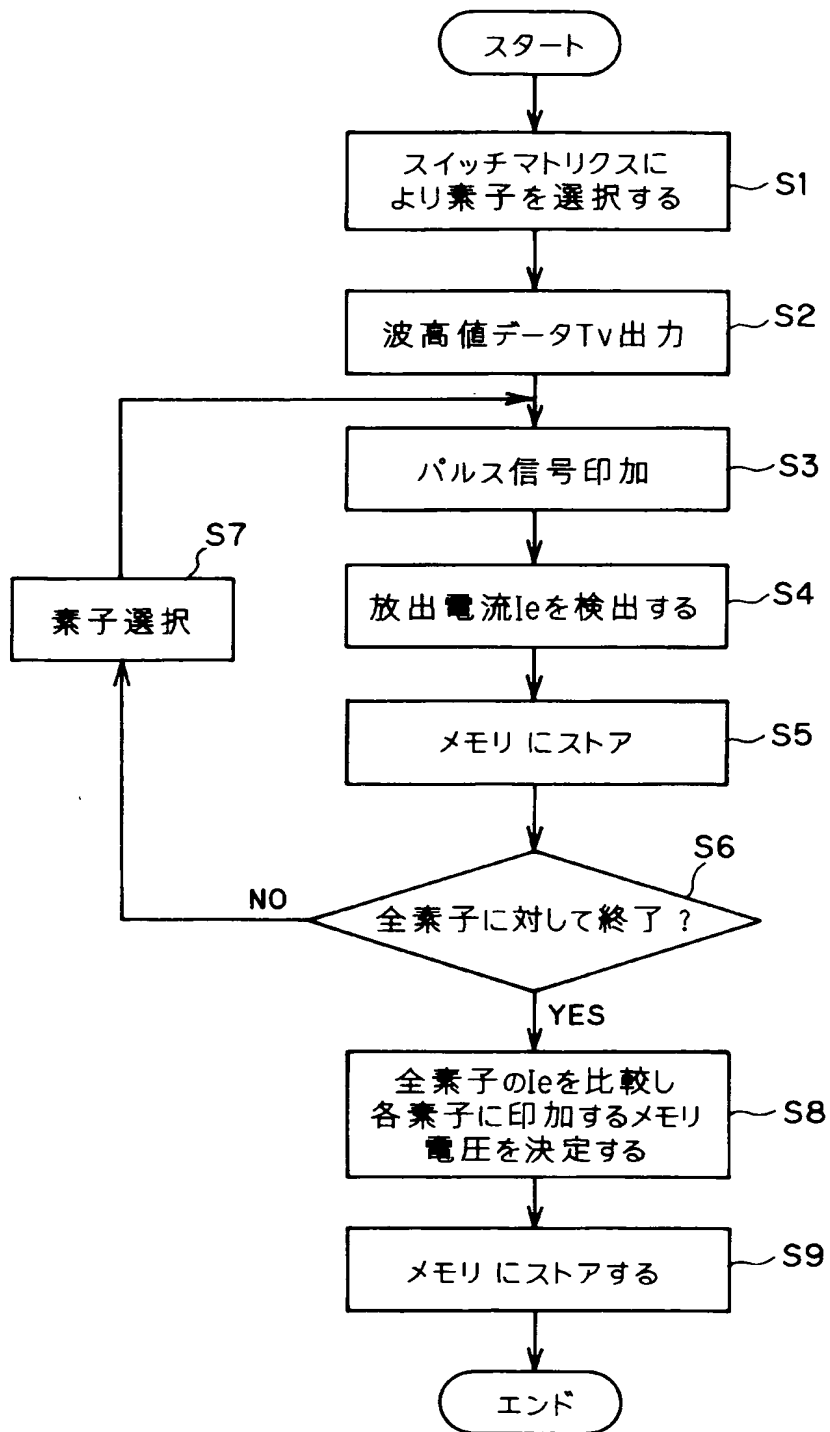 スタート
スイッチマトリクスに
より素子を選択する
S1
波高値データTv出力
S2
パルス信号印加
S3
S7
素子選択
放出電流Ieを検出する
S4
メモリにストア
S5
S6
NO
全素子に対して終了?
YES
全素子のIeを比較し
各素子に印加するメモリ
電圧を決定する
S8
メモリにストアする
S9
エンド